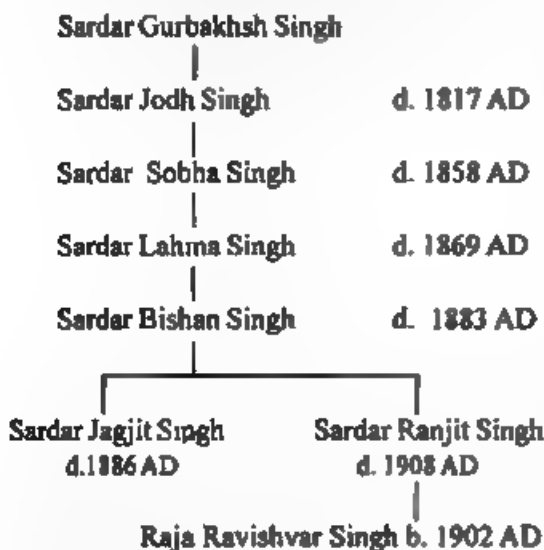 Sardar Gurbakhsh Singh
Sardar Jodh Singh d. 1817 AD
Sardar Sobha Singh d. 1858 AD
Sardar Lahma Singh d. 1869 AD
Sardar Bishan Singh d. 1883 AD
Sardar Jagjit Singh Sardar Ranjit Singh
d.1886 AD d. 1908 AD
Raja Ravishvar Singh b. 1902 AD